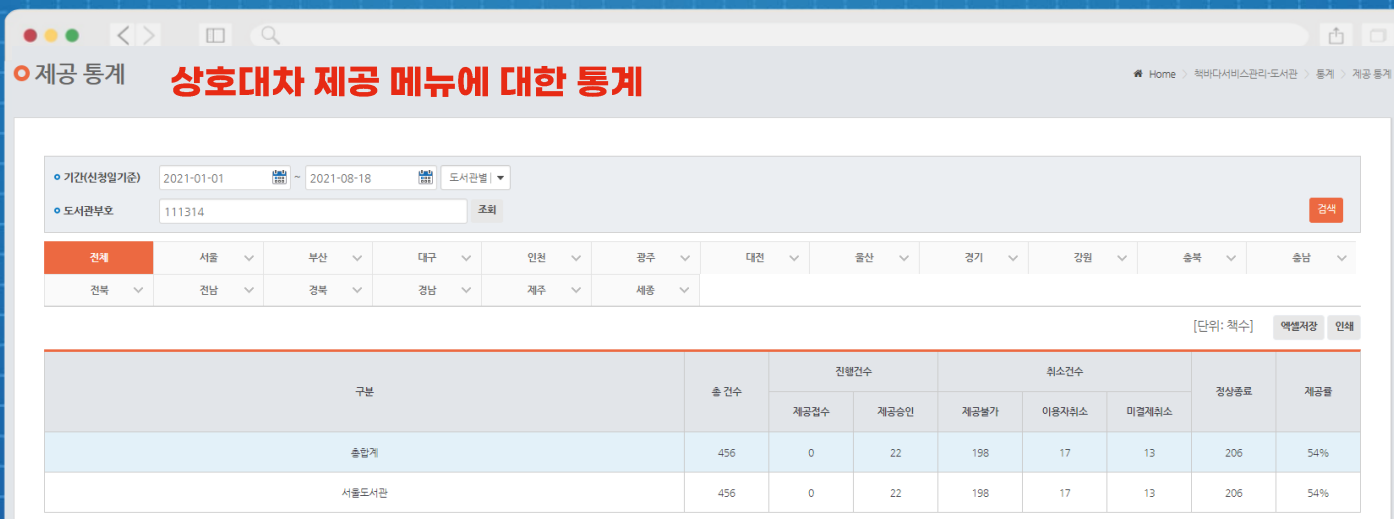 제공 통계
상호대차 제공 메뉴에 대한 통계
Home > 책바다서비스관리-도서관 > 통계 > 제공 통계
기간(신청일기준) 2021-01-01 ~ 2021-08-18 도서관별
도서관부호 111314 조회 검색
전체 서울 부산 대구 인천 광주 대전 울산 경기 강원 충북 충남
전북 전남 경북 경남 제주 세종
[단위: 책수] 엑셀저장 인쇄
구분 총 건수 진행건수 취소건수 정상종료 제공률
제공접수 제공승인 제공불가 이용자취소 미결제취소
총합계 456 0 22 198 17 13 206 54%
서울도서관 456 0 22 198 17 13 206 54%